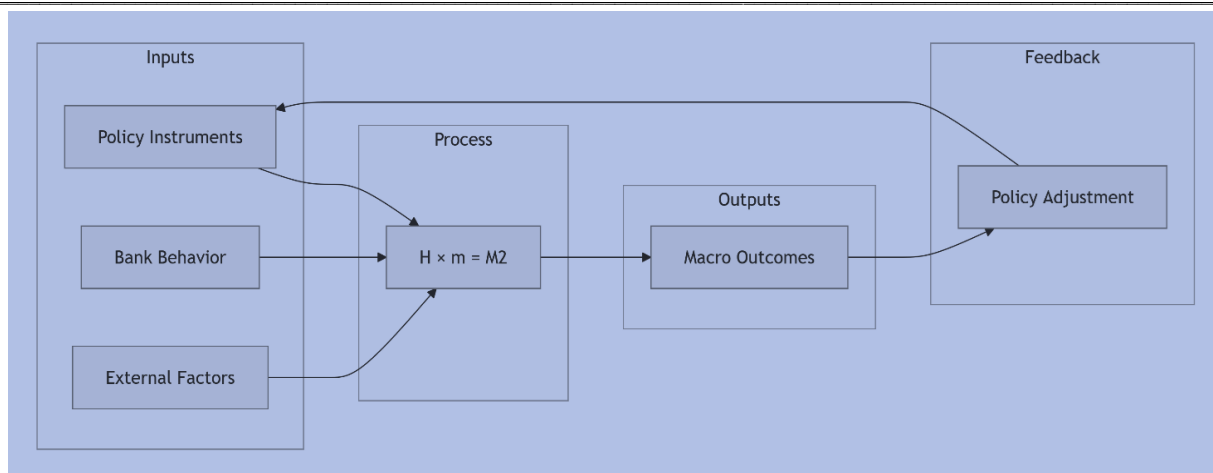 Inputs
Policy Instruments
Bank Behavior
External Factors
Process
H × m = M2
Outputs
Macro Outcomes
Feedback
Policy Adjustment